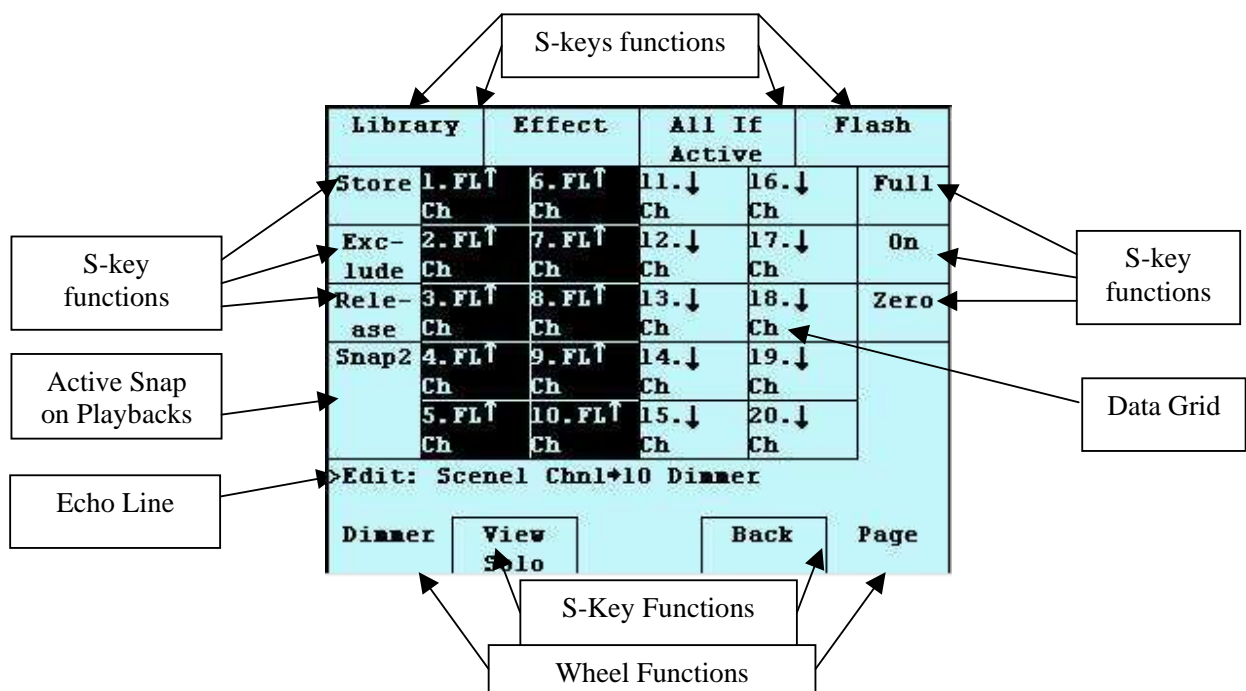 S-keys functions
Library Effect All If Flash
Active
Store 1.FL↑ 6.FL↑ 11.↓ 16.↓ Full
Ch Ch Ch Ch
Exc- 2.FL↑ 7.FL↑ 12.↓ 17.↓ On
lude Ch Ch Ch Ch
Rele- 3.FL↑ 8.FL↑ 13.↓ 18.↓ Zero
ase Ch Ch Ch Ch
Snap2 4.FL↑ 9.FL↑ 14.↓ 19.↓
Ch Ch Ch Ch
5.FL↑ 10.FL↑ 15.↓ 20.↓
Ch Ch Ch Ch
>Edit: Scene1 Chn1→10 Dimmer
Dimmer View Back Page
Solo
S-key
functions
Active Snap
on Playbacks
Echo Line
S-key
functions
Data Grid
S-Key Functions
Wheel Functions